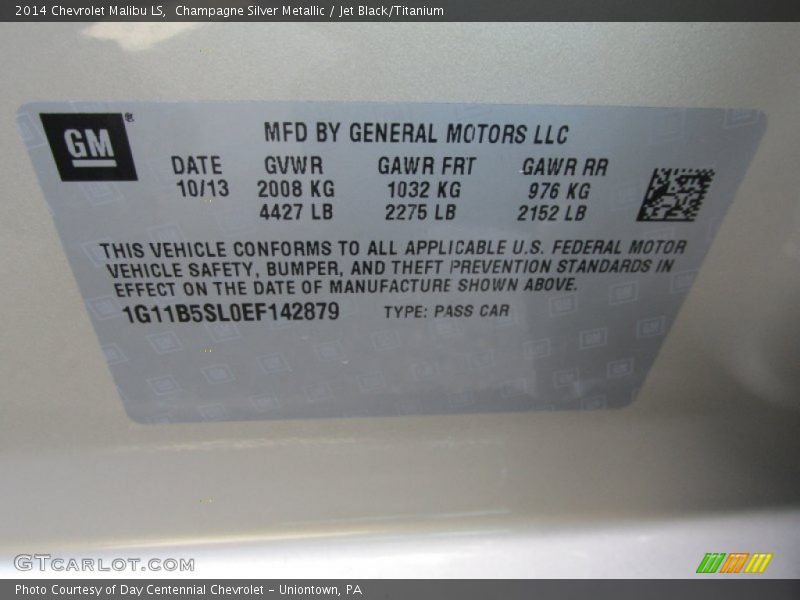 2014 Chevrolet Malibu LS,  Champagne Silver Metallic / Jet Black/Titanium
GM®
MFD BY GENERAL MOTORS LLC
DATE GVWR GAWR FRT GAWR RR
10/13 2008 KG 1032 KG 976 KG
4427 LB 2275 LB 2152 LB
THIS VEHICLE CONFORMS TO ALL APPLICABLE U.S. FEDERAL MOTOR
VEHICLE SAFETY, BUMPER, AND THEFT PREVENTION STANDARDS IN
EFFECT ON THE DATE OF MANUFACTURE SHOWN ABOVE.
1G11B5SL0EF142879 TYPE: PASS CAR
GTCARLOT.COM
Photo Courtesy of Day Centennial Chevrolet - Uniontown, PA